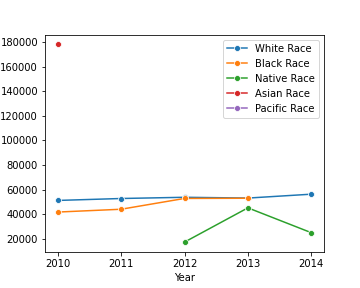 180000
160000
140000
120000
100000
80000
60000
40000
20000
2010 2011 2012 2013 2014
Year
White Race
Black Race
Native Race
Asian Race
Pacific Race